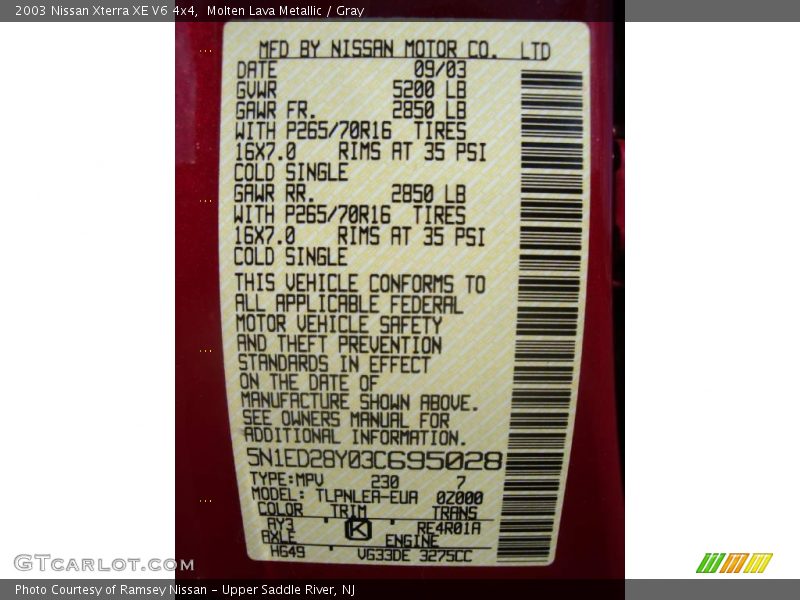 2003 Nissan Xterra XE V6 4x4, Molten Lava Metallic / Gray
MFD BY NISSAN MOTOR CO. LTD
DATE 09/03
GVWR 5200 LB
GAWR FR. 2850 LB
WITH P265/70R16 TIRES
16X7.0 RIMS AT 35 PSI
COLD SINGLE
GAWR RR. 2850 LB
WITH P265/70R16 TIRES
16X7.0 RIMS AT 35 PSI
COLD SINGLE
THIS VEHICLE CONFORMS TO
ALL APPLICABLE FEDERAL
MOTOR VEHICLE SAFETY
AND THEFT PREVENTION
STANDARDS IN EFFECT
ON THE DATE OF
MANUFACTURE SHOWN ABOVE.
SEE OWNERS MANUAL FOR
ADDITIONAL INFORMATION.
5N1ED28Y03C695028
TYPE:MPV 230 7
MODEL: TLPNLEA-EUA 0Z000
COLOR TRIM TRANS
AY3 K RE4R01A
AXLE ENGINE
H649 VG33DE 3275CC
GTCARLOT.COM
Photo Courtesy of Ramsey Nissan - Upper Saddle River, NJ